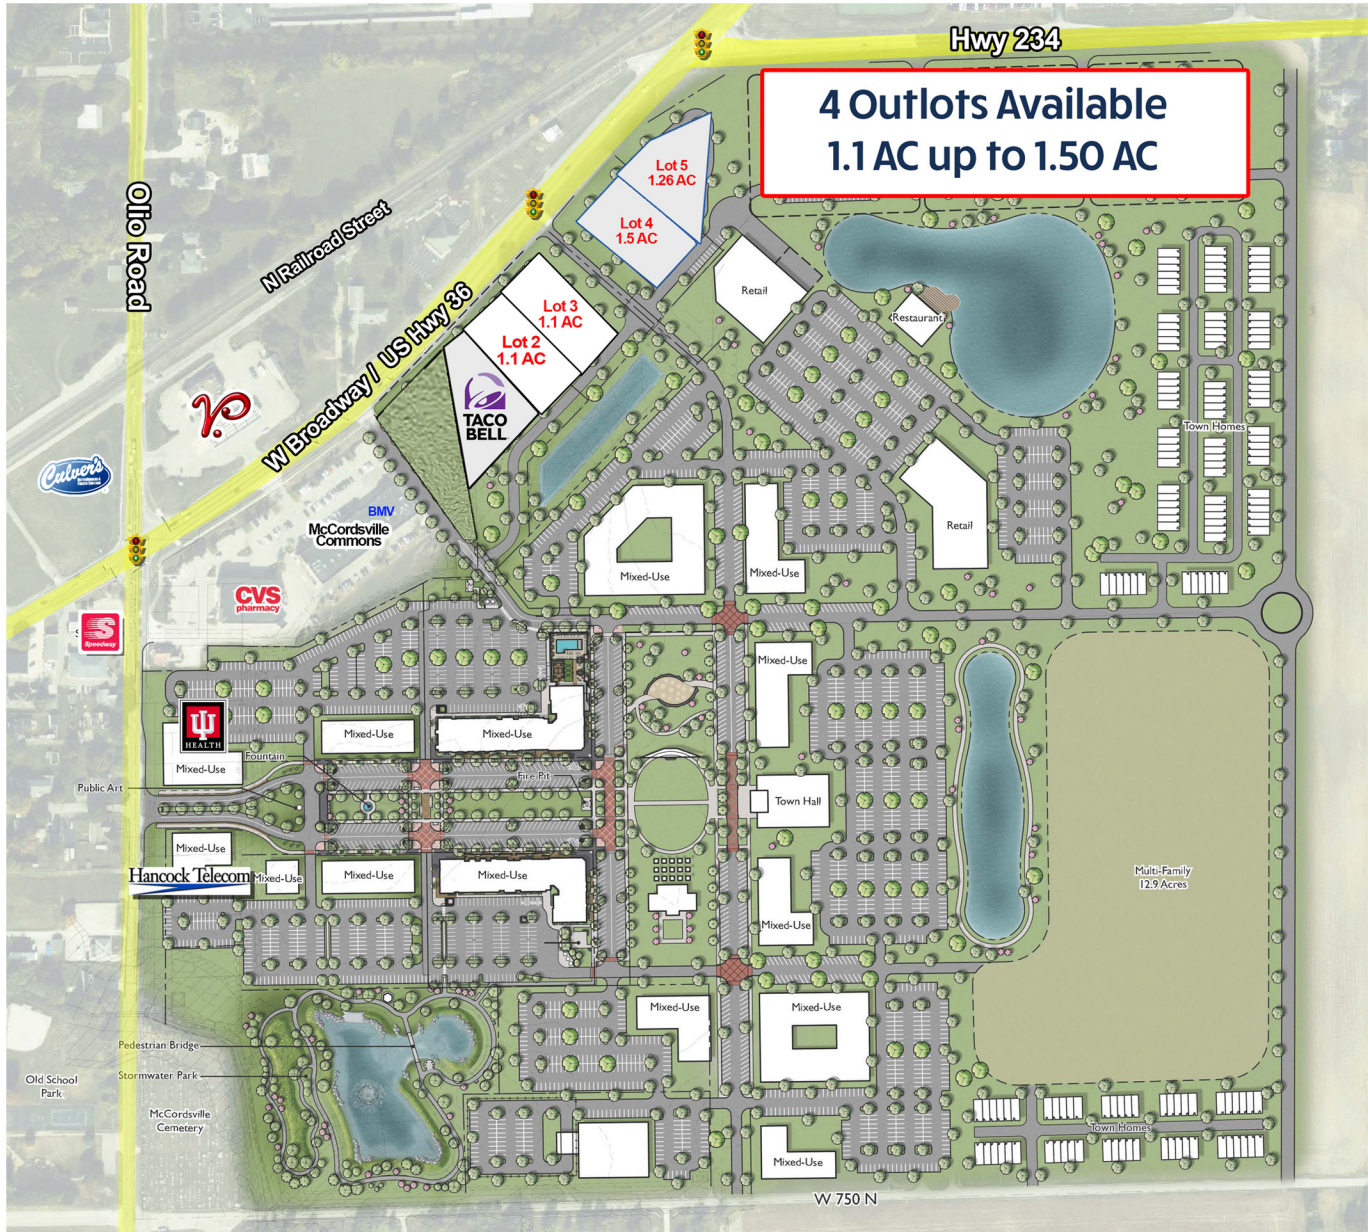 Hwy 234
4 Outlots Available
1.1 AC up to 1.50 AC
Lot 5
1.26 AC
Lot 4
1.5 AC
Olio Road
N Railroad Street
W Broadway / US Hwy 36
Lot 3
1.1 AC
Lot 2
1.1 AC
TACO
BELL
Retail
Restaurant
Town Homes
Culver's
BMV
McCordsville
Commons
Retail
Mixed-Use
Mixed-Use
CVS
pharmacy
Speedway
Mixed-Use
HEALTH
Mixed-Use
Mixed-Use
Mixed-Use
Fountain
Fire Pit
Public Art
Town Hall
Mixed-Use
Hancock Telecom
Mixed-Use
Mixed-Use
Mixed-Use
Multi-Family
12.9 Acres
Mixed-Use
Mixed-Use
Mixed-Use
Pedestrian Bridge
Stormwater Park
Old School
Park
McCordsville
Cemetery
Town Homes
Mixed-Use
W 750 N